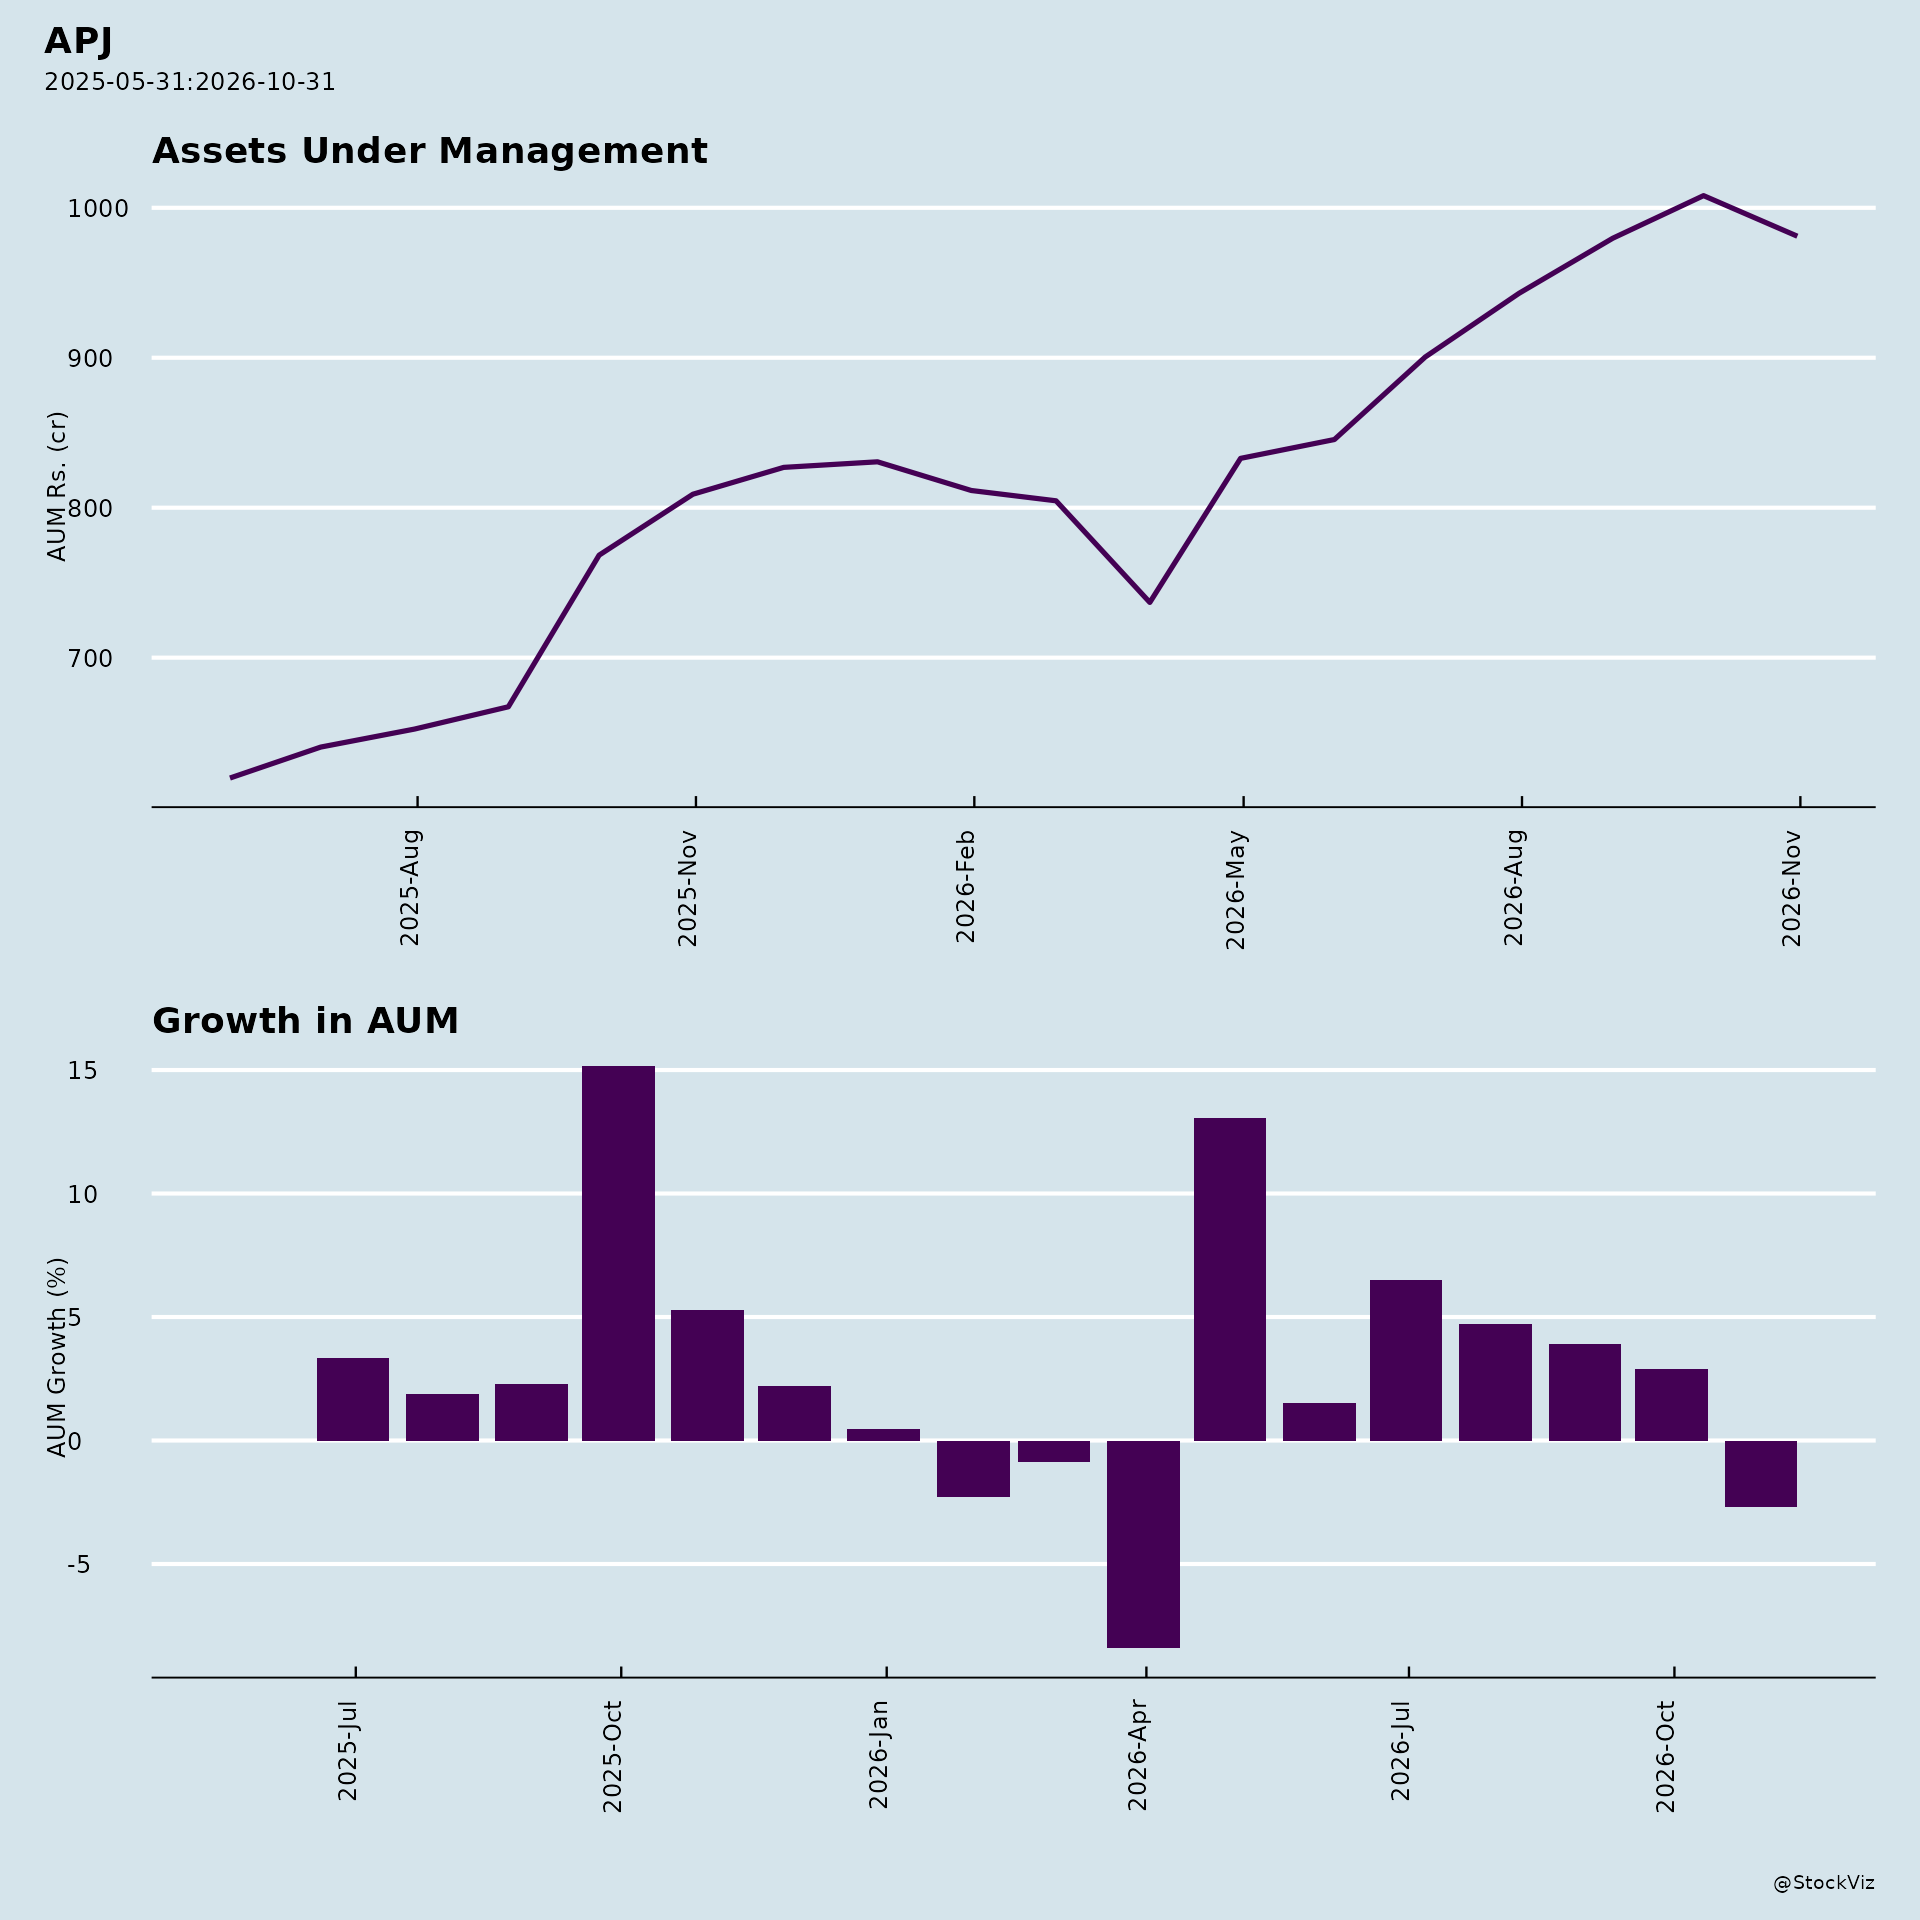 APJ
2025-05-31:2026-10-31
Assets Under Management
AUM Rs. (cr)
1000
900
800
700
2025-Aug
2025-Nov
2026-Feb
2026-May
2026-Aug
2026-Nov
Growth in AUM
AUM Growth (%)
15
10
5
0
-5
2025-Jul
2025-Oct
2026-Jan
2026-Apr
2026-Jul
2026-Oct
@StockViz